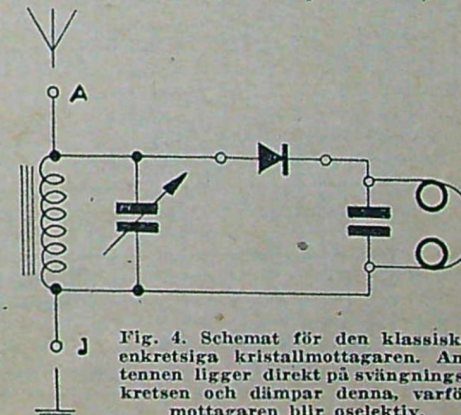 A
J
Fig. 4. Schemat för den klassisk
enkretsiga kristallmottagaren. An
tennen ligger direkt på svängnings
kretsen och dämpar denna, varfö
mottagaren blir oselektiv.